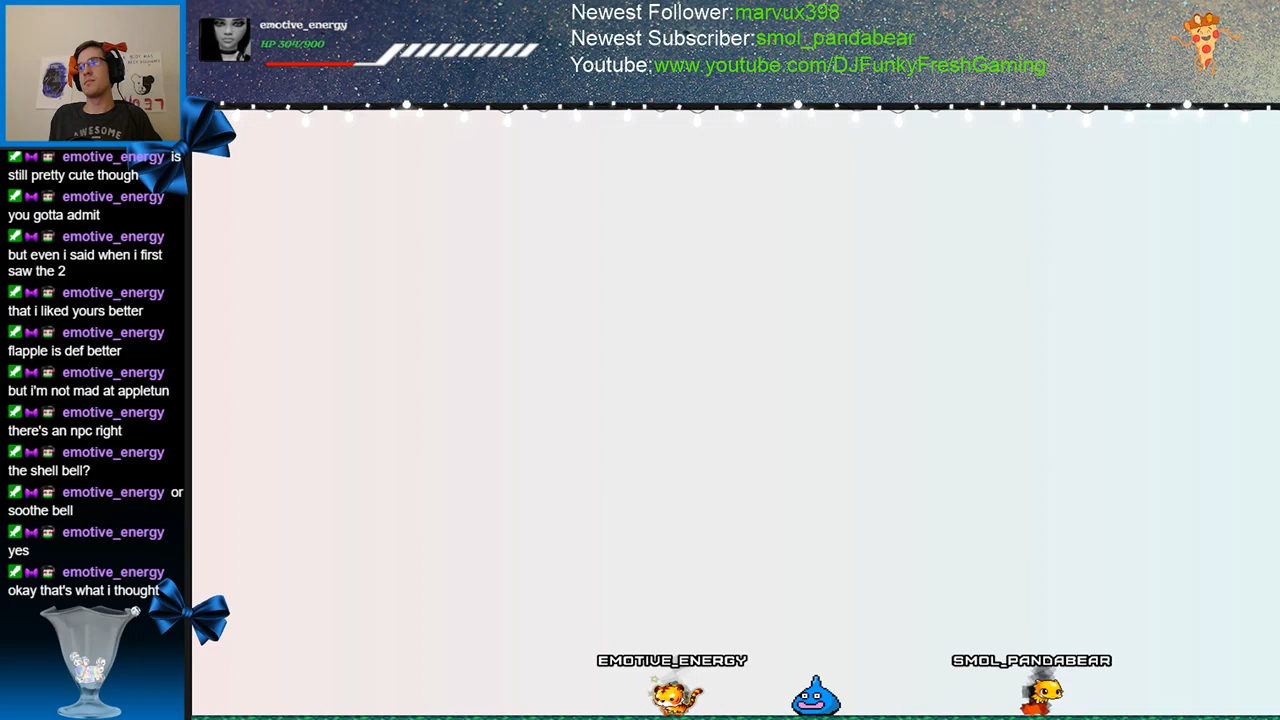 emotive_energy
HP 304/900
Newest Follower:marvux398
Newest Subscriber:smol_pandabear
Youtube;www.youtube.com/DJFunkyFreshGaming
AWESOME
emotive_energy is
still pretty cute though
emotive_energy
you gotta admit
emotive_energy
but even i said when i first
saw the 2
emotive_energy
that i liked yours better
emotive_energy
flapple is def better
emotive_energy
but i'm not mad at appletun
emotive_energy
there's an npc right
emotive_energy
the shell bell?
emotive_energy or
soothe bell
emotive_energy
yes
emotive_energy
okay that's what i thought
EMOTIVE_ENERGY
SMOL_PANDABEAR